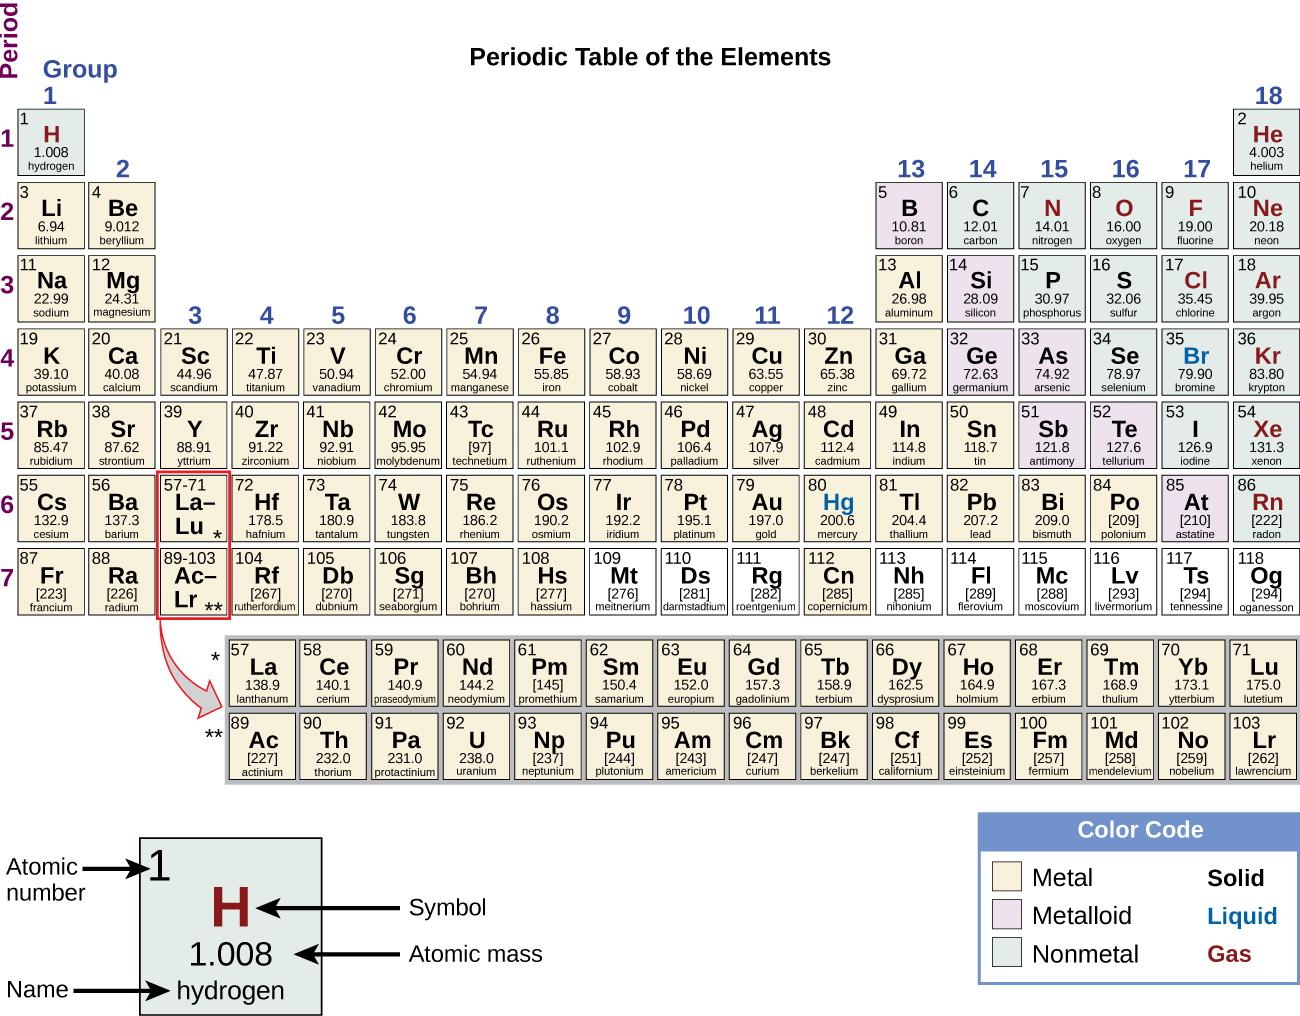 Periodic Table of the Elements
Period
Group
1
18
1
1
H
1.008
hydrogen
2
He
4.003
helium
2
13
14
15
16
17
2
3
Li
6.94
lithium
4
Be
9.012
beryllium
5
B
10.81
boron
6
C
12.01
carbon
7
N
14.01
nitrogen
8
O
16.00
oxygen
9
F
19.00
fluorine
10
Ne
20.18
neon
3
11
Na
22.99
sodium
12
Mg
24.31
magnesium
13
Al
26.98
aluminum
14
Si
28.09
silicon
15
P
30.97
phosphorus
16
S
32.06
sulfur
17
Cl
35.45
chlorine
18
Ar
39.95
argon
3
4
5
6
7
8
9
10
11
12
4
19
K
39.10
potassium
20
Ca
40.08
calcium
21
Sc
44.96
scandium
22
Ti
47.87
titanium
23
V
50.94
vanadium
24
Cr
52.00
chromium
25
Mn
54.94
manganese
26
Fe
55.85
iron
27
Co
58.93
cobalt
28
Ni
58.69
nickel
29
Cu
63.55
copper
30
Zn
65.38
zinc
31
Ga
69.72
gallium
32
Ge
72.63
germanium
33
As
74.92
arsenic
34
Se
78.97
selenium
35
Br
79.90
bromine
36
Kr
83.80
krypton
5
37
Rb
85.47
rubidium
38
Sr
87.62
strontium
39
Y
88.91
yttrium
40
Zr
91.22
zirconium
41
Nb
92.91
niobium
42
Mo
95.95
molybdenum
43
Tc
[97]
technetium
44
Ru
101.1
ruthenium
45
Rh
102.9
rhodium
46
Pd
106.4
palladium
47
Ag
107.9
silver
48
Cd
112.4
cadmium
49
In
114.8
indium
50
Sn
118.7
tin
51
Sb
121.8
antimony
52
Te
127.6
tellurium
53
I
126.9
iodine
54
Xe
131.3
xenon
6
55
Cs
132.9
cesium
56
Ba
137.3
barium
57-71
La–
Lu *
72
Hf
178.5
hafnium
73
Ta
180.9
tantalum
74
W
183.8
tungsten
75
Re
186.2
rhenium
76
Os
190.2
osmium
77
Ir
192.2
iridium
78
Pt
195.1
platinum
79
Au
197.0
gold
80
Hg
200.6
mercury
81
Tl
204.4
thallium
82
Pb
207.2
lead
83
Bi
209.0
bismuth
84
Po
[209]
polonium
85
At
[210]
astatine
86
Rn
[222]
radon
7
87
Fr
[223]
francium
88
Ra
[226]
radium
89-103
Ac–
Lr **
104
Rf
[267]
rutherfordium
105
Db
[270]
dubnium
106
Sg
[271]
seaborgium
107
Bh
[270]
bohrium
108
Hs
[277]
hassium
109
Mt
[276]
meitnerium
110
Ds
[281]
darmstadtium
111
Rg
[282]
roentgenium
112
Cn
[285]
copernicium
113
Nh
[285]
nihonium
114
Fl
[289]
flerovium
115
Mc
[288]
moscovium
116
Lv
[293]
livermorium
117
Ts
[294]
tennessine
118
Og
[294]
oganesson
*
57
La
138.9
lanthanum
58
Ce
140.1
cerium
59
Pr
140.9
praseodymium
60
Nd
144.2
neodymium
61
Pm
[145]
promethium
62
Sm
150.4
samarium
63
Eu
152.0
europium
64
Gd
157.3
gadolinium
65
Tb
158.9
terbium
66
Dy
162.5
dysprosium
67
Ho
164.9
holmium
68
Er
167.3
erbium
69
Tm
168.9
thulium
70
Yb
173.1
ytterbium
71
Lu
175.0
lutetium
**
89
Ac
[227]
actinium
90
Th
232.0
thorium
91
Pa
231.0
protactinium
92
U
238.0
uranium
93
Np
[237]
neptunium
94
Pu
[244]
plutonium
95
Am
[243]
americium
96
Cm
[247]
curium
97
Bk
[247]
berkelium
98
Cf
[251]
californium
99
Es
[252]
einsteinium
100
Fm
[257]
fermium
101
Md
[258]
mendelevium
102
No
[259]
nobelium
103
Lr
[262]
lawrencium
Atomic
number
1
H
Symbol
1.008
Atomic mass
Name
hydrogen
Color Code
Metal
Solid
Metalloid
Liquid
Nonmetal
Gas